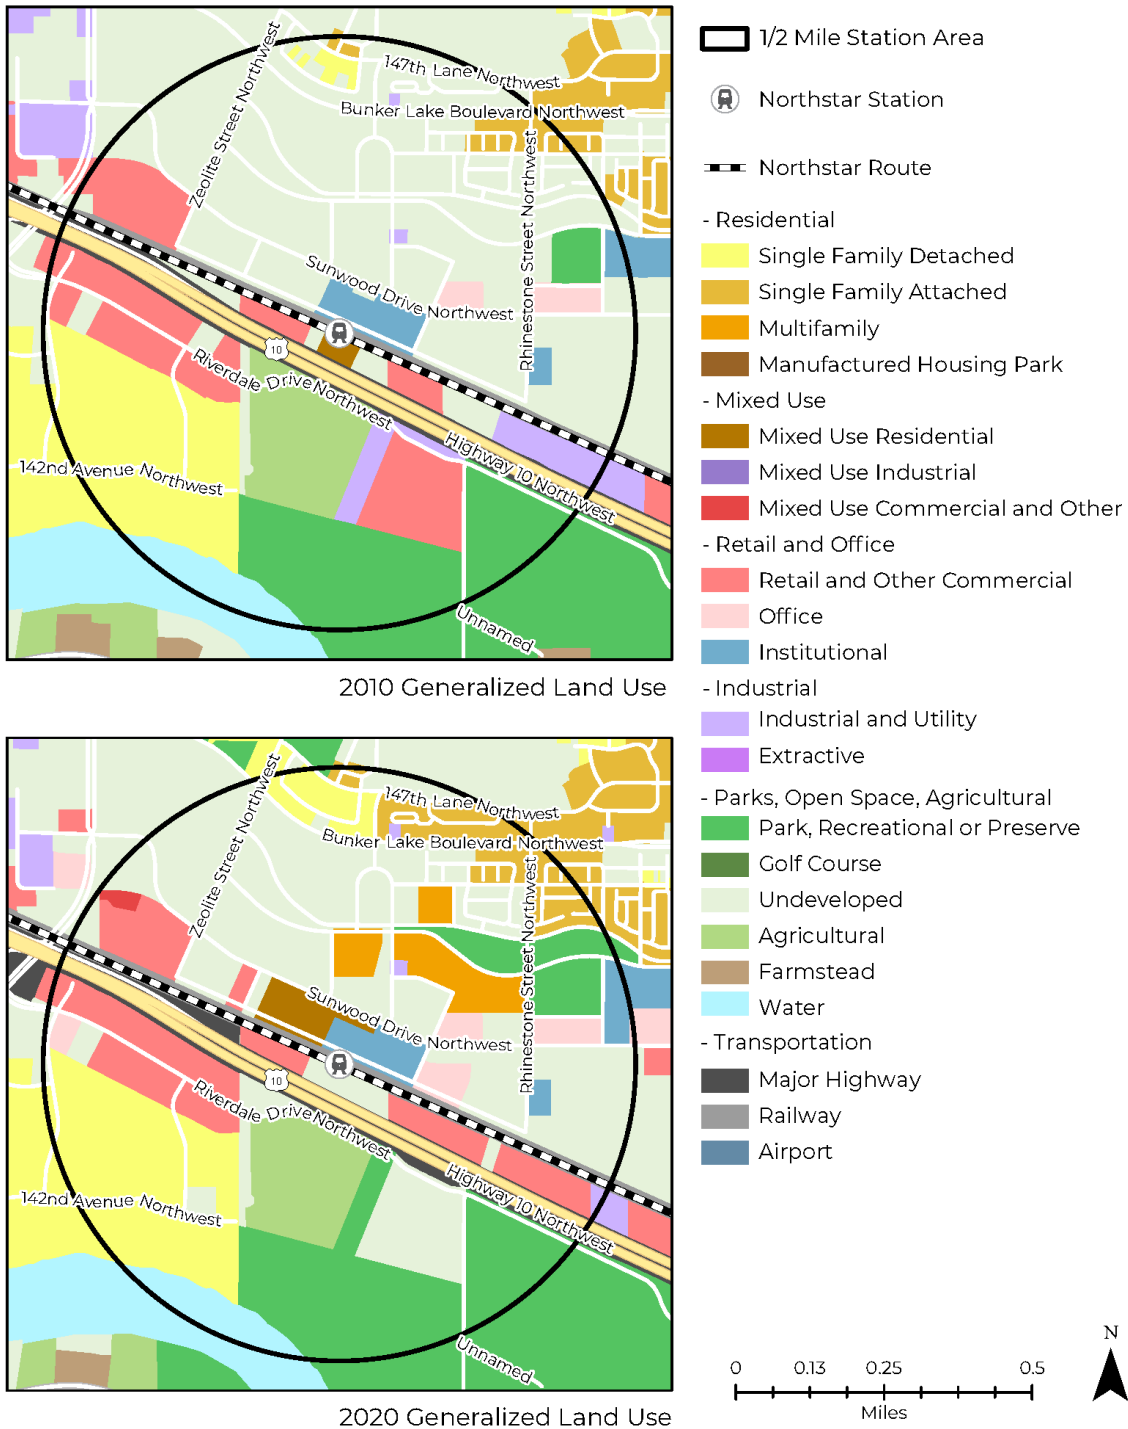 Zeolite Street Northwest
147th Lane Northwest
Bunker Lake Boulevard Northwest
Rhinestone Street Northwest
Sunwood Drive Northwest
10
Riverdale Drive Northwest
Highway 10 Northwest
142nd Avenue Northwest
Unnamed
2010 Generalized Land Use
Zeolite Street Northwest
147th Lane Northwest
Bunker Lake Boulevard Northwest
Rhinestone Street Northwest
Sunwood Drive Northwest
10
Riverdale Drive Northwest
Highway 10 Northwest
142nd Avenue Northwest
Unnamed
2020 Generalized Land Use
1/2 Mile Station Area
Northstar Station
Northstar Route
- Residential
Single Family Detached
Single Family Attached
Multifamily
Manufactured Housing Park
- Mixed Use
Mixed Use Residential
Mixed Use Industrial
Mixed Use Commercial and Other
- Retail and Office
Retail and Other Commercial
Office
Institutional
- Industrial
Industrial and Utility
Extractive
- Parks, Open Space, Agricultural
Park, Recreational or Preserve
Golf Course
Undeveloped
Agricultural
Farmstead
Water
- Transportation
Major Highway
Railway
Airport
N
0 0.13 0.25 0.5
Miles